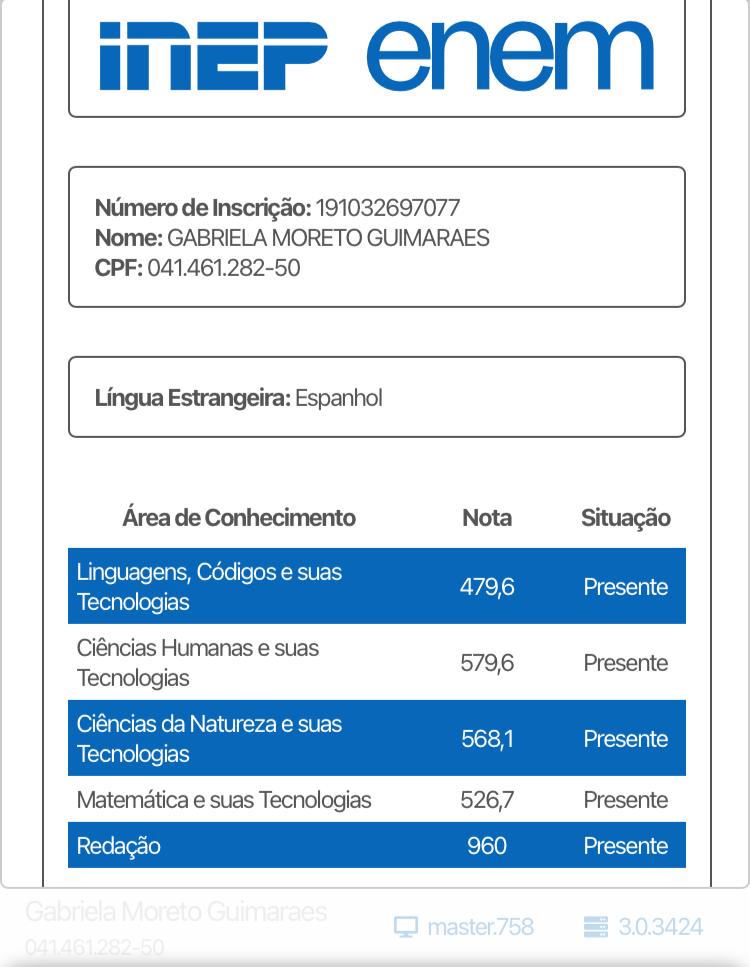 inep enem
Número de Inscrição: 191032697077
Nome: GABRIELA MORETO GUIMARAES
CPF: 041.461.282-50
Língua Estrangeira: Espanhol
Área de Conhecimento Nota Situação
Linguagens, Códigos e suas
Tecnologias 479,6 Presente
Ciências Humanas e suas
Tecnologias 579,6 Presente
Ciências da Natureza e suas
Tecnologias 568,1 Presente
Matemática e suas Tecnologias 526,7 Presente
Redação 960 Presente
Gabriela Moreto Guimaraes
041.461.282-50
master.758 3.0.3424